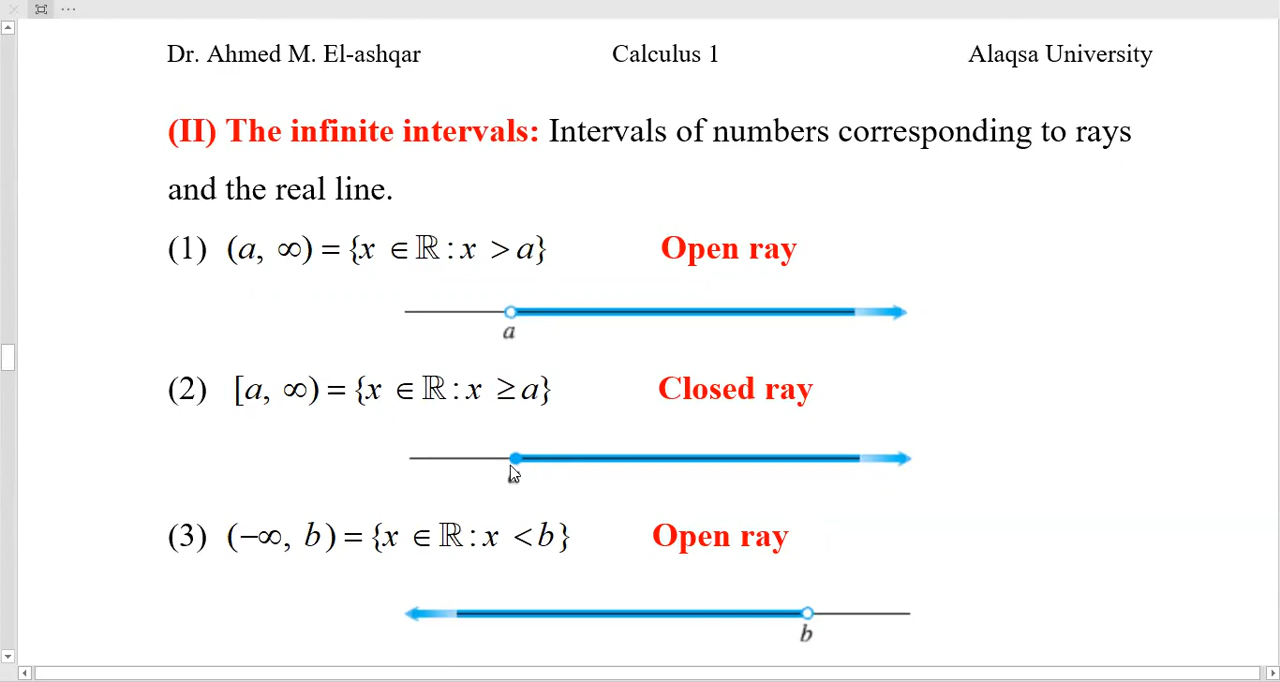 Dr. Ahmed M. El-ashqar Calculus 1 Alaqsa University
(II) The infinite intervals: Intervals of numbers corresponding to rays
and the real line.
(1) (a, ∞) = {x ∈ ℝ : x > a} Open ray
a
(2) [a, ∞) = {x ∈ ℝ : x ≥ a} Closed ray
(3) (−∞, b) = {x ∈ ℝ : x < b} Open ray
b